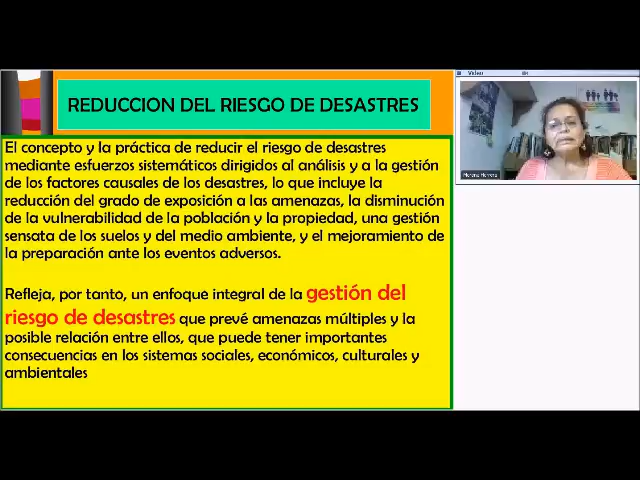 REDUCCION DEL RIESGO DE DESASTRES
Video
El concepto y la práctica de reducir el riesgo de desastres
mediante esfuerzos sistemáticos dirigidos al análisis y a la gestión
de los factores causales de los desastres, lo que incluye la
reducción del grado de exposición a las amenazas, la disminución
de la vulnerabilidad de la población y la propiedad, una gestión
sensata de los suelos y del medio ambiente, y el mejoramiento de
la preparación ante los eventos adversos.
Refleja, por tanto, un enfoque integral de la gestión del
riesgo de desastres que prevé amenazas múltiples y la
posible relación entre ellos, que puede tener importantes
consecuencias en los sistemas sociales, económicos, culturales y
ambientales
Morena Herrera